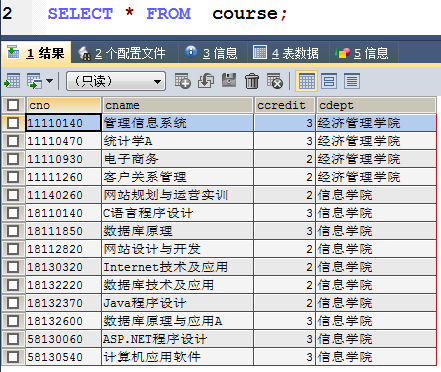 2 SELECT * FROM course;
1 结果 2 个配置文件 3 信息 4 表数据 5 信息
(只读)
cno cname ccredit cdept
11110140 管理信息系统 3 经济管理学院
11110470 统计学A 3 经济管理学院
11110930 电子商务 2 经济管理学院
11111260 客户关系管理 2 经济管理学院
11140260 网站规划与运营实训 2 信息学院
18110140 C语言程序设计 3 信息学院
18111850 数据库原理 3 信息学院
18112820 网站设计与开发 2 信息学院
18130320 Internet技术及应用 2 信息学院
18132220 数据库技术及应用 2 信息学院
18132370 Java程序设计 2 信息学院
18132600 数据库原理与应用A 3 信息学院
58130060 ASP.NET程序设计 3 信息学院
58130540 计算机应用软件 3 信息学院